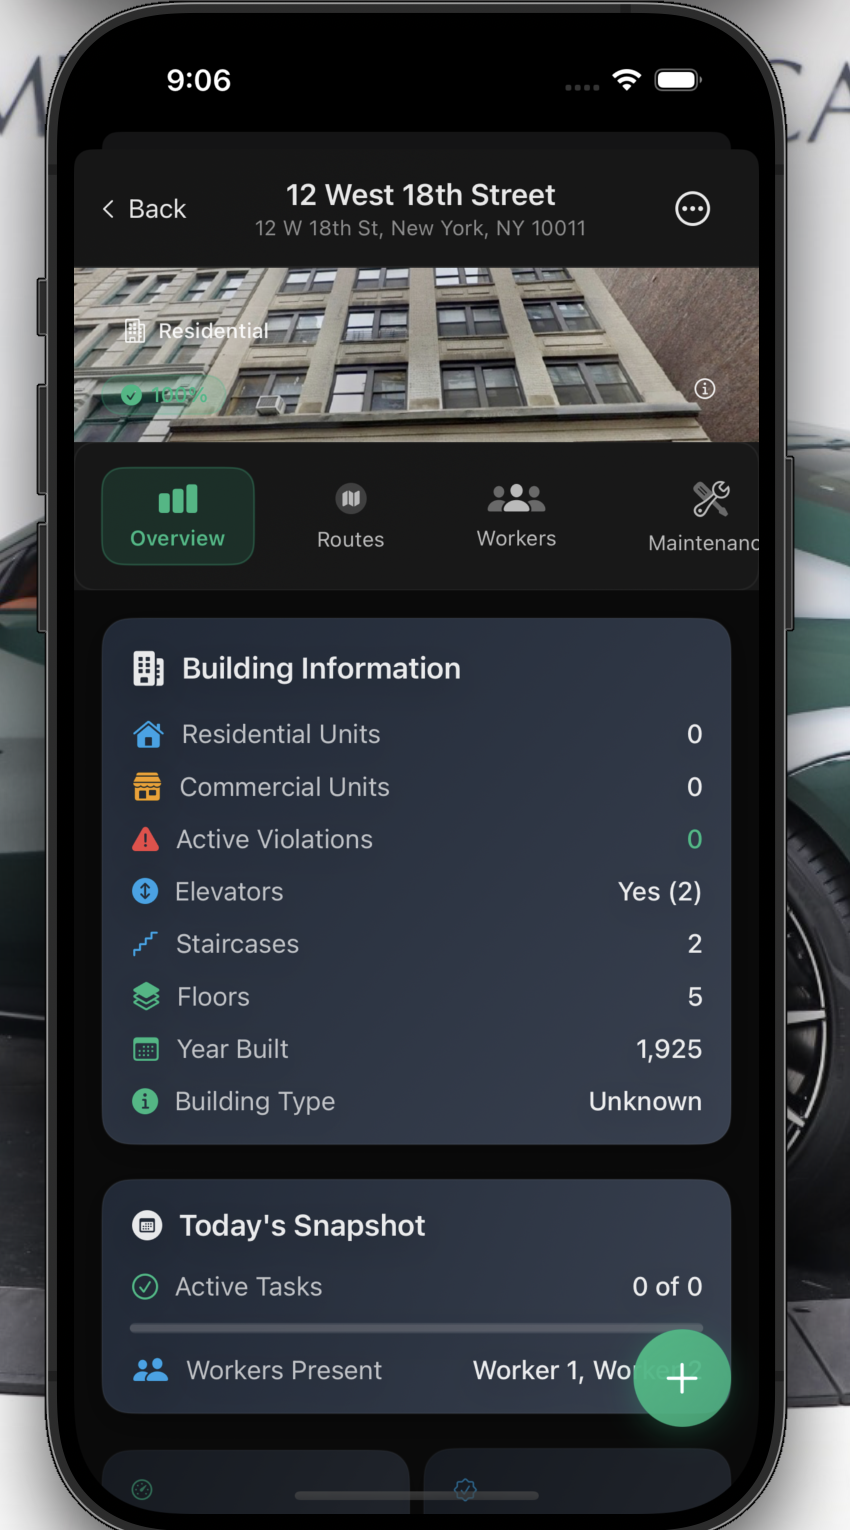 9:06
Back
12 West 18th Street
12 W 18th St, New York, NY 10011
Residential
100%
Overview
Routes
Workers
Maintenanc
Building Information
Residential Units 0
Commercial Units 0
Active Violations 0
Elevators Yes (2)
Staircases 2
Floors 5
Year Built 1,925
Building Type Unknown
Today's Snapshot
Active Tasks 0 of 0
Workers Present Worker 1, Worker 2